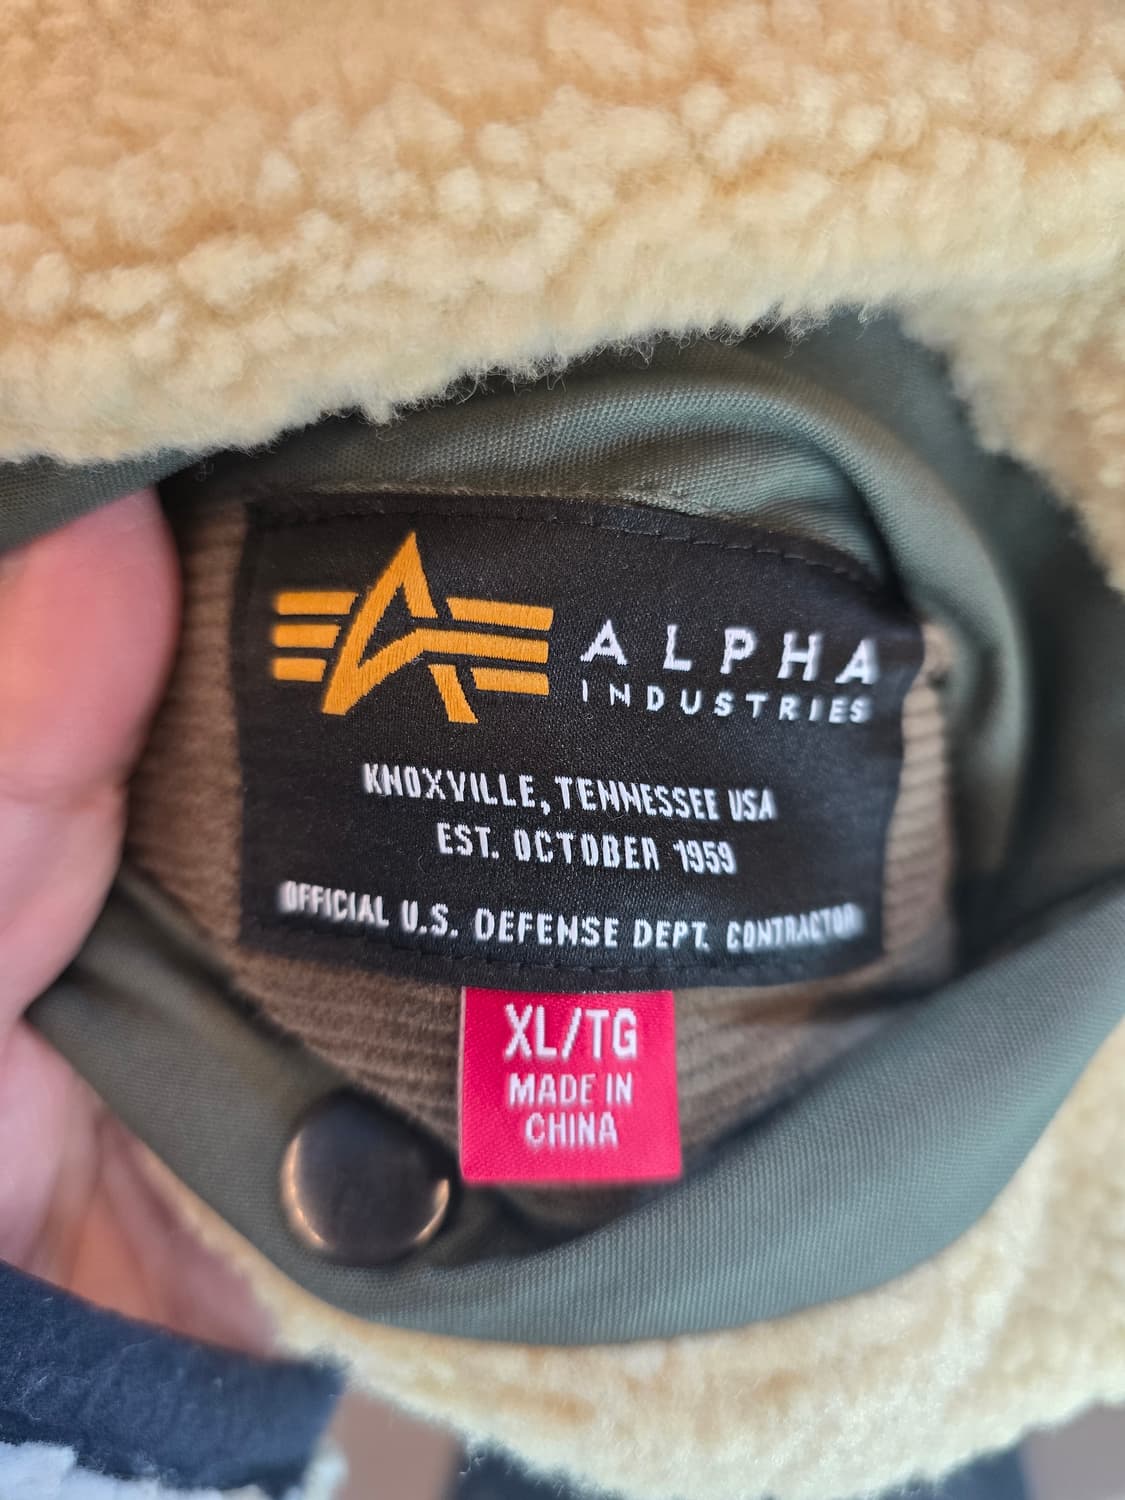 ALPHA
INDUSTRIES
KNOXVILLE, TENNESSEE USA
EST. OCTOBER 1959
OFFICIAL U.S. DEFENSE DEPT. CONTRACTOR
XL/TG
MADE IN
CHINA